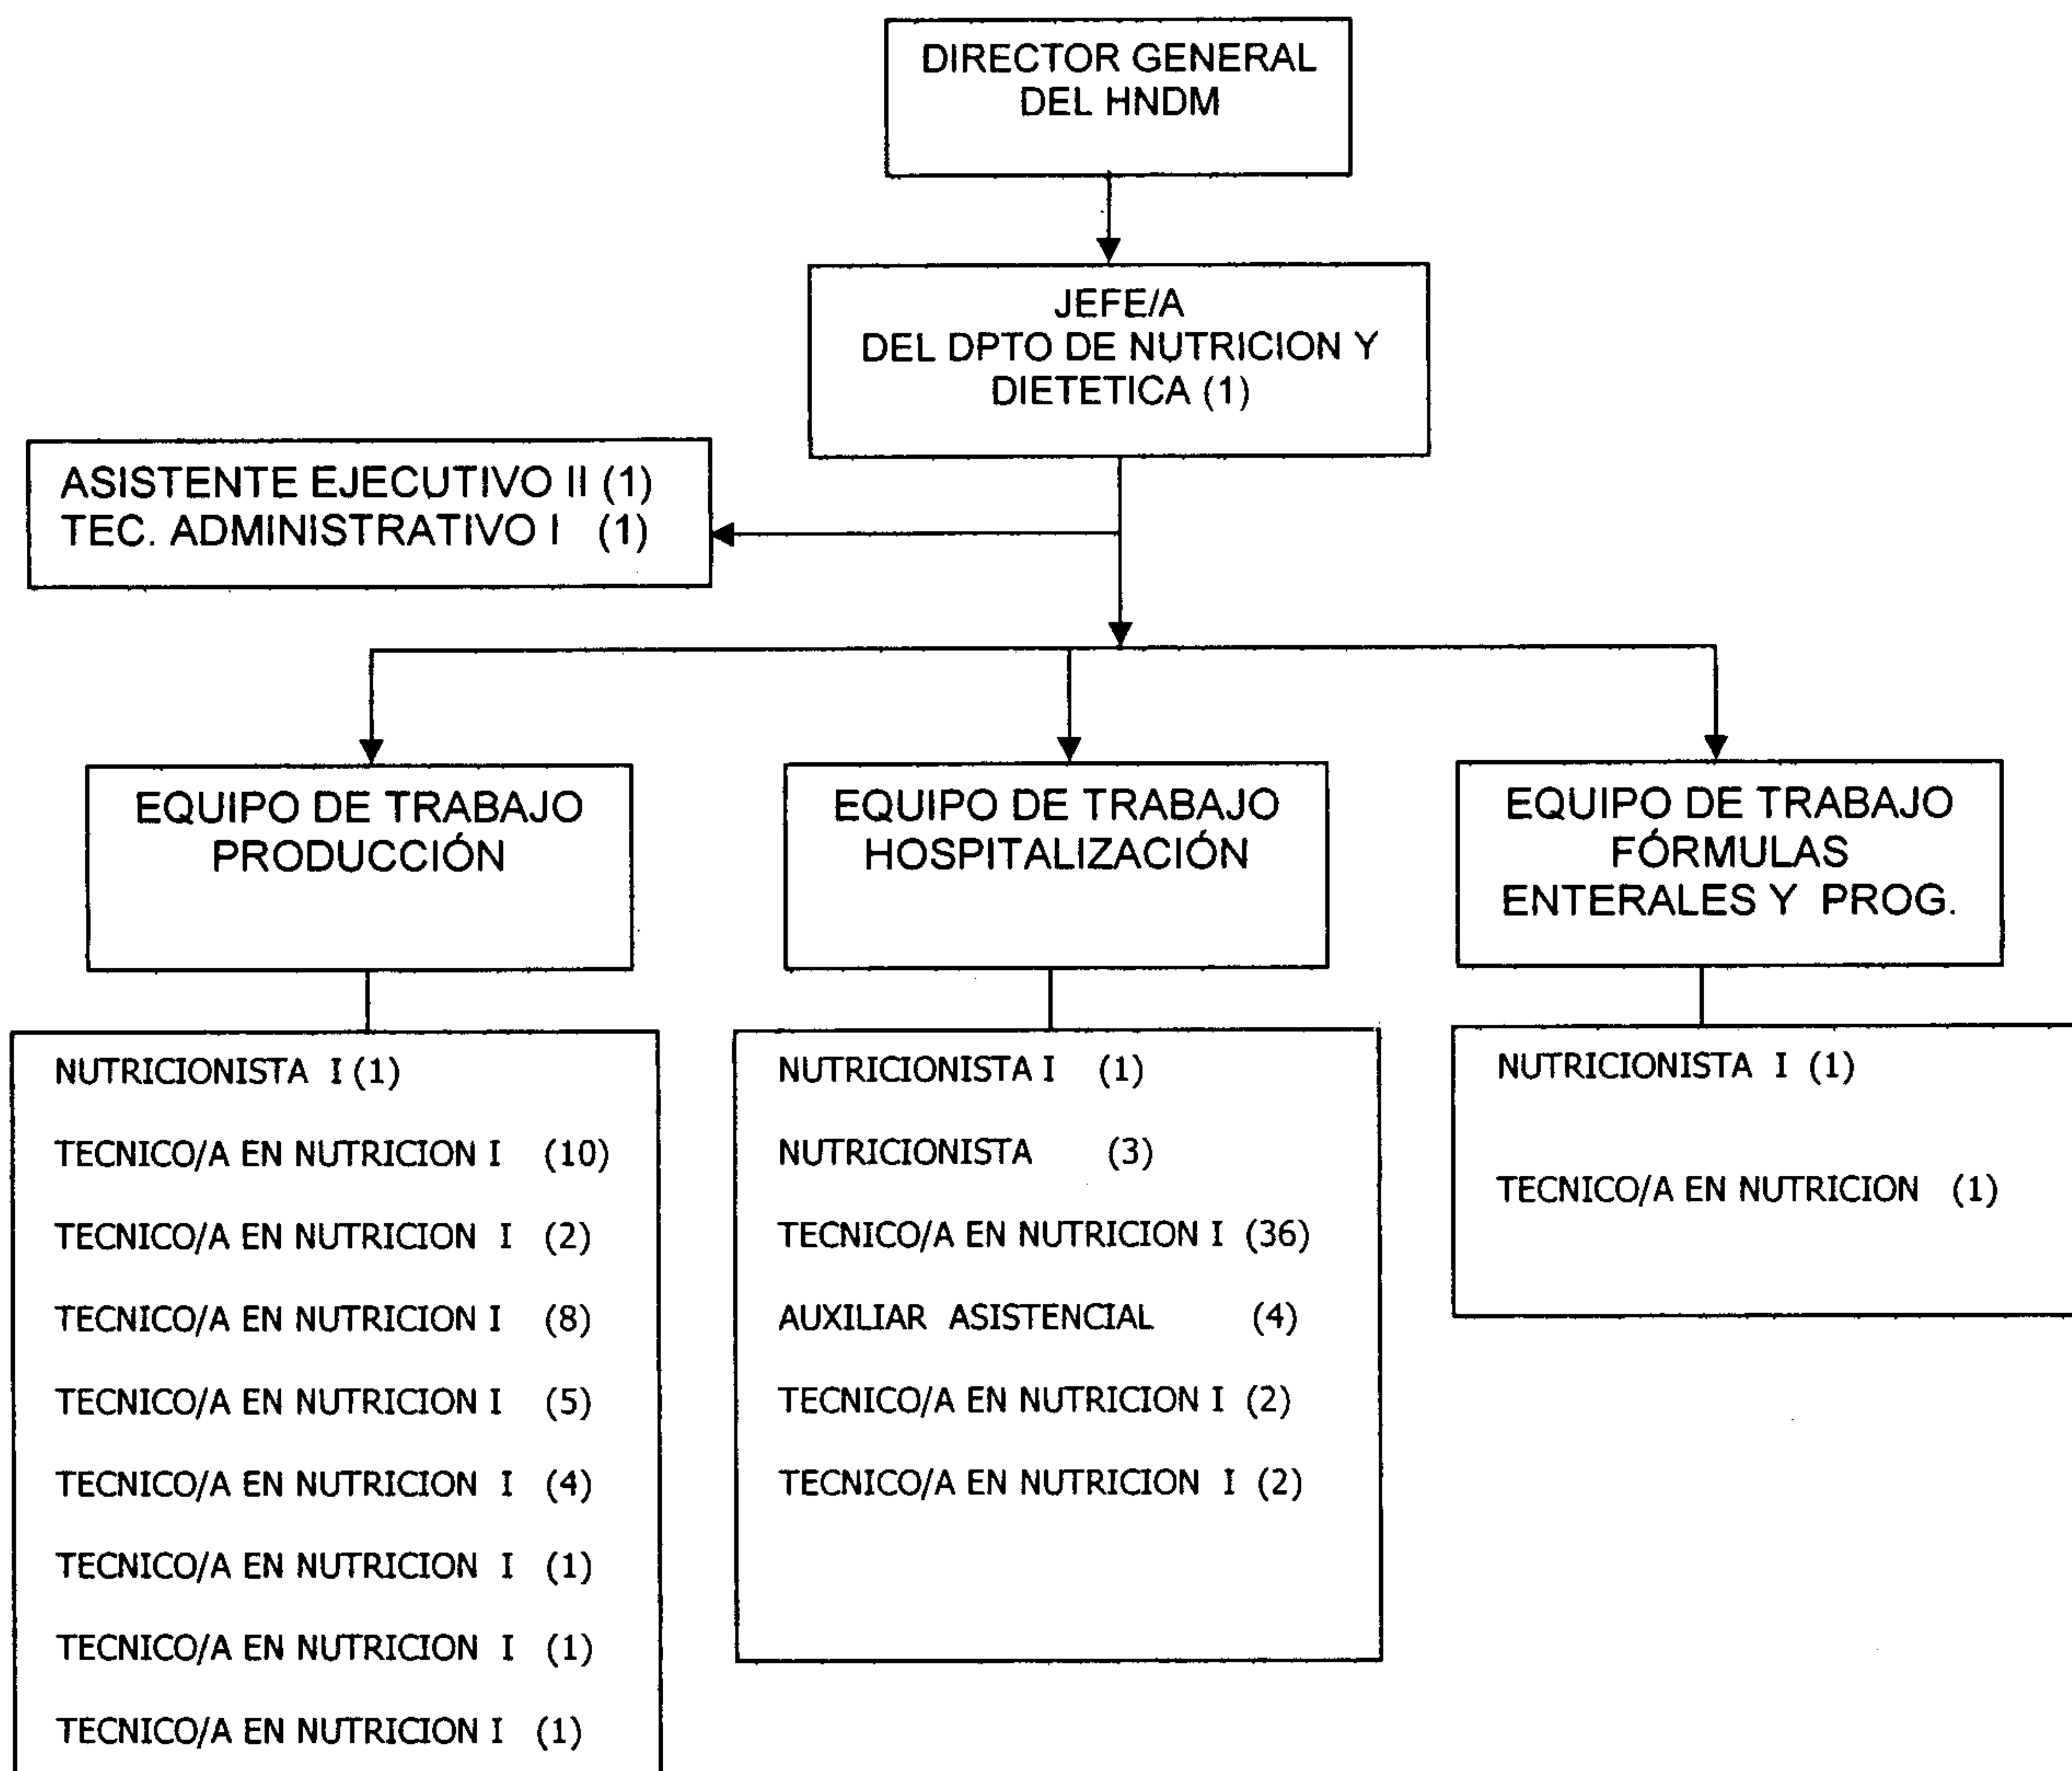 DIRECTOR GENERAL
DEL HNDM
JEFE/A
DEL DPTO DE NUTRICION Y
DIETETICA (1)
ASISTENTE EJECUTIVO II (1)
TEC. ADMINISTRATIVO I (1)
EQUIPO DE TRABAJO
PRODUCCIÓN
EQUIPO DE TRABAJO
HOSPITALIZACIÓN
EQUIPO DE TRABAJO
FÓRMULAS
ENTERALES Y PROG.
NUTRICIONISTA I (1)
TECNICO/A EN NUTRICION I (10)
TECNICO/A EN NUTRICION I (2)
TECNICO/A EN NUTRICION I (8)
TECNICO/A EN NUTRICION I (5)
TECNICO/A EN NUTRICION I (4)
TECNICO/A EN NUTRICION I (1)
TECNICO/A EN NUTRICION I (1)
TECNICO/A EN NUTRICION I (1)
NUTRICIONISTA I (1)
NUTRICIONISTA (3)
TECNICO/A EN NUTRICION I (36)
AUXILIAR ASISTENCIAL (4)
TECNICO/A EN NUTRICION I (2)
TECNICO/A EN NUTRICION I (2)
NUTRICIONISTA I (1)
TECNICO/A EN NUTRICION (1)